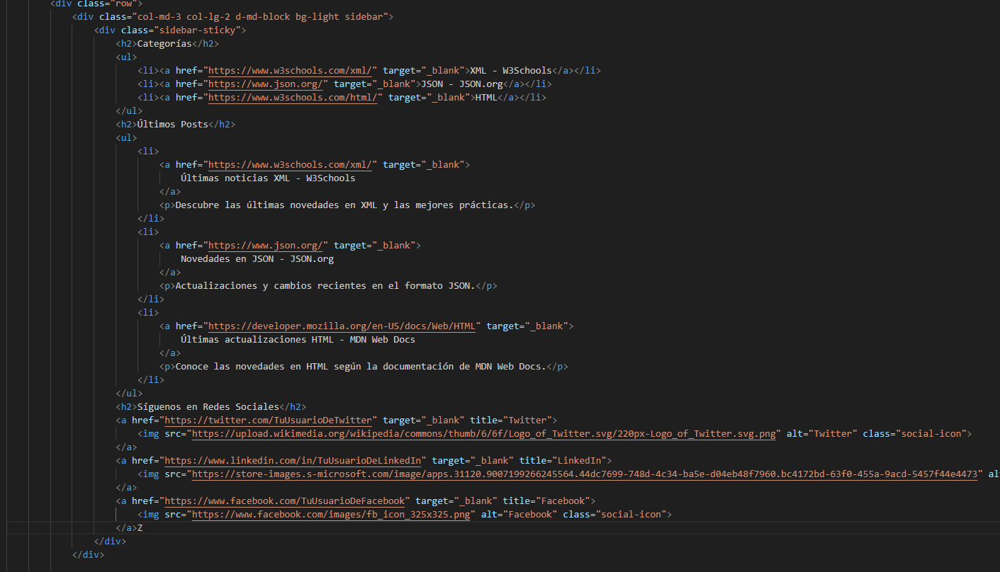 <div class="row">
<div class="col-md-3 col-lg-2 d-md-block bg-light sidebar">
<div class="sidebar-sticky">
<h2>Categorías</h2>
<ul>
<li><a href="https://www.w3schools.com/xml/" target="_blank">XML - W3Schools</a></li>
<li><a href="https://www.json.org/" target="_blank">JSON - JSON.org</a></li>
<li><a href="https://www.w3schools.com/html/" target="_blank">HTML</a></li>
</ul>
<h2>Últimos Posts</h2>
<ul>
<li>
<a href="https://www.w3schools.com/xml/" target="_blank">
Últimas noticias XML - W3Schools
</a>
<p>Descubre las últimas novedades en XML y las mejores prácticas.</p>
</li>
<li>
<a href="https://www.json.org/" target="_blank">
Novedades en JSON - JSON.org
</a>
<p>Actualizaciones y cambios recientes en el formato JSON.</p>
</li>
<li>
<a href="https://developer.mozilla.org/en-US/docs/Web/HTML" target="_blank">
Últimas actualizaciones HTML - MDN Web Docs
</a>
<p>Conoce las novedades en HTML según la documentación de MDN Web Docs.</p>
</li>
</ul>
<h2>Síguenos en Redes Sociales</h2>
<a href="https://twitter.com/TuUsuarioDeTwitter" target="_blank" title="Twitter">
<img src="https://upload.wikimedia.org/wikipedia/commons/thumb/6/6f/Logo_of_Twitter.svg/220px-Logo_of_Twitter.svg.png" alt="Twitter" class="social-icon">
</a>
<a href="https://www.linkedin.com/in/TuUsuarioDeLinkedIn" target="_blank" title="LinkedIn">
<img src="https://store-images.s-microsoft.com/image/apps.31120.9007199266245564.44dc7699-748d-4c34-ba5e-d04eb48f7960.bc4172bd-63f0-455a-9acd-5457f44e4473" al
</a>
<a href="https://www.facebook.com/TuUsuarioDeFacebook" target="_blank" title="Facebook">
<img src="https://www.facebook.com/images/fb_icon_325x325.png" alt="Facebook" class="social-icon">
</a>Z
</div>
</div>